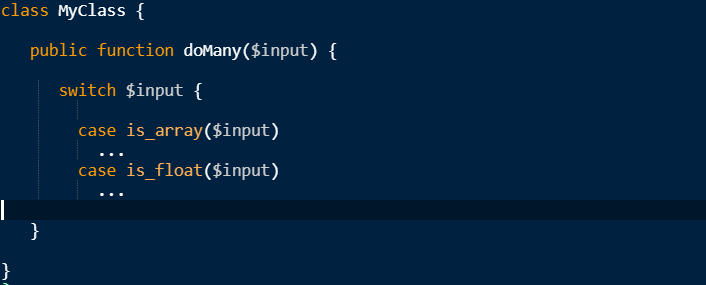 class MyClass {
public function doMany($input) {
switch $input {
case is_array($input)
...
case is_float($input)
...
}
}